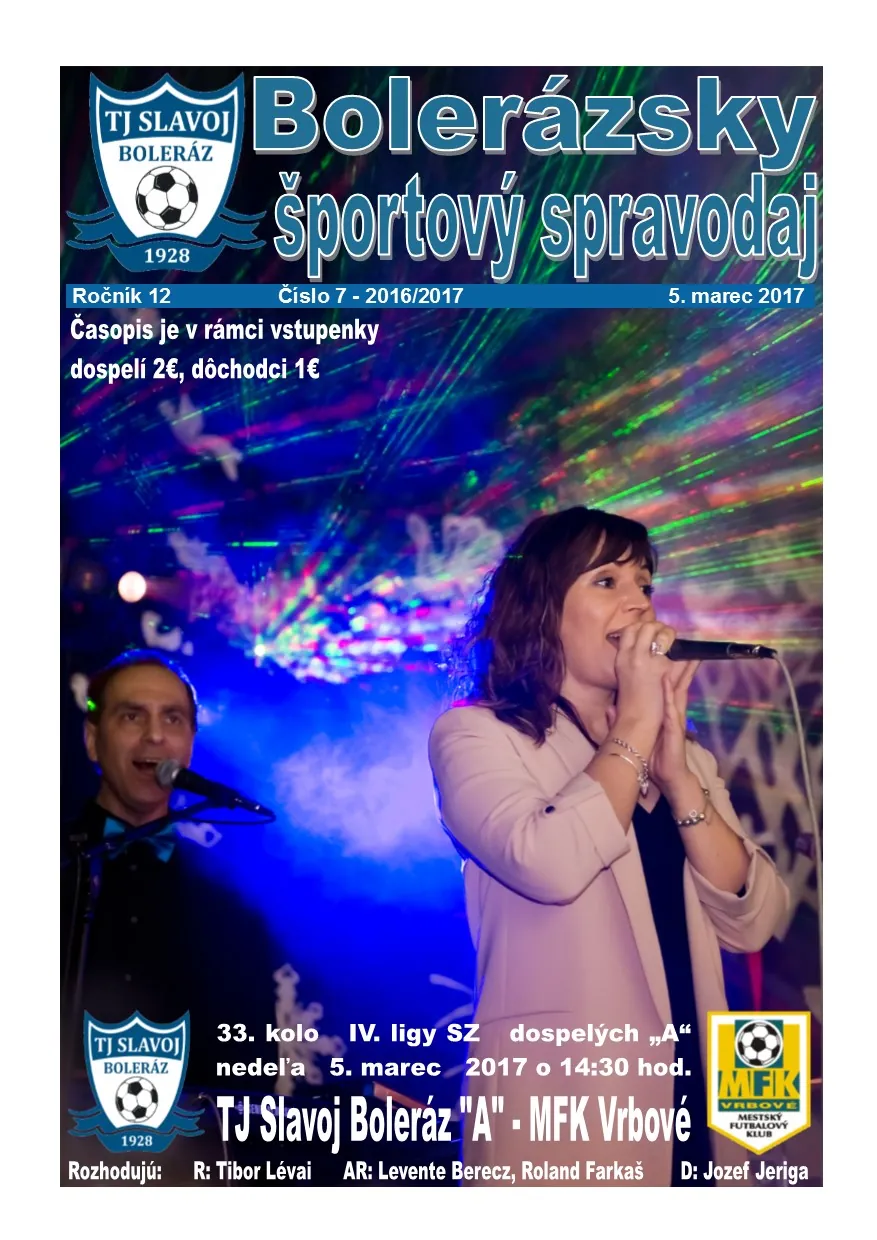 TJ SLAVOJ
BOLERÁZ
1928
Bolerázsky
športový spravodaj
Ročník 12 Číslo 7 - 2016/2017 5. marec 2017
Časopis je v rámci vstupenky
dospelí 2€, dôchodci 1€
33. kolo IV. ligy SZ dospelých „A“
nedeľa 5. marec 2017 o 14:30 hod.
TJ Slavoj Boleráz "A" - MFK Vrbové
TJ SLAVOJ
BOLERÁZ
1928
MFK
VRBOVÉ
MESTSKÝ
FUTBALOVÝ
KLUB
Rozhodujú: R: Tibor Lévai AR: Levente Berecz, Roland Farkaš D: Jozef Jeriga